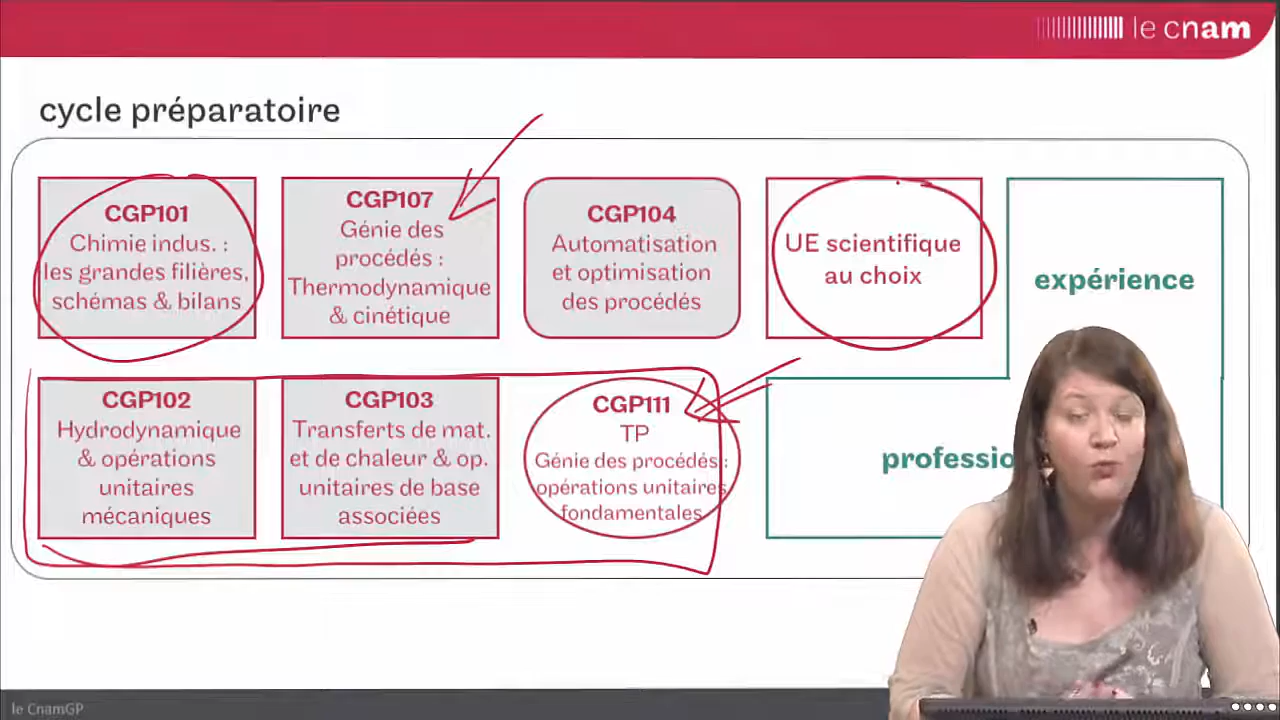 le cnam
cycle préparatoire
CGP101
Chimie indus. :
les grandes filières,
schémas & bilans
CGP107
Génie des
procédés :
Thermodynamique
& cinétique
CGP104
Automatisation
et optimisation
des procédés
UE scientifique
au choix
expérience
CGP102
Hydrodynamique
& opérations
unitaires
mécaniques
CGP103
Transferts de mat.
et de chaleur & op.
unitaires de base
associées
CGP111
TP
Génie des procédés :
opérations unitaires
fondamentales
professio
le CnamGP